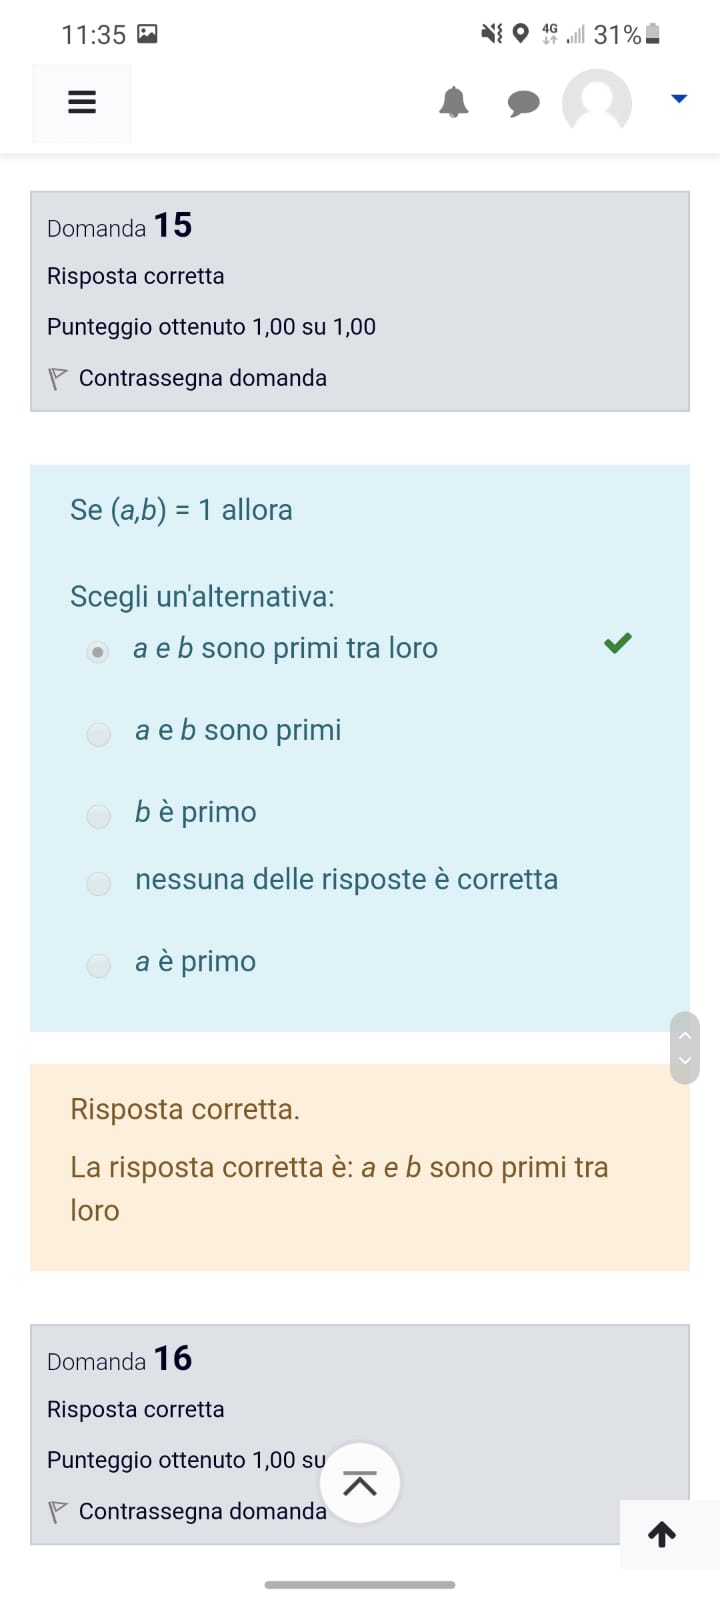 11:35
4G 31%
Domanda 15
Risposta corretta
Punteggio ottenuto 1,00 su 1,00
Contrassegna domanda
Se (a,b) = 1 allora
Scegli un'alternativa:
a e b sono primi tra loro
a e b sono primi
b è primo
nessuna delle risposte è corretta
a è primo
Risposta corretta.
La risposta corretta è: a e b sono primi tra
loro
Domanda 16
Risposta corretta
Punteggio ottenuto 1,00 su
Contrassegna domanda